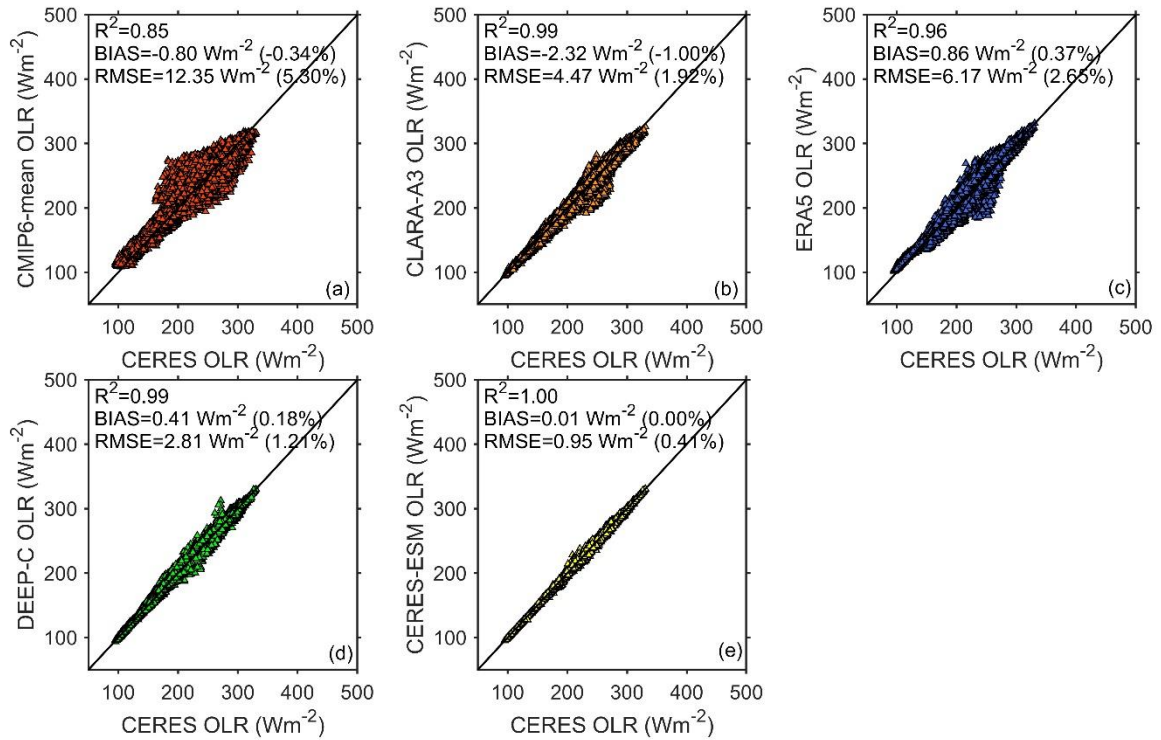 500
400
300
200
100
100 200 300 400 500
CMIP6-mean OLR (Wm⁻²)
CERES OLR (Wm⁻²)
R²=0.85
BIAS=-0.80 Wm⁻² (-0.34%)
RMSE=12.35 Wm⁻² (5.30%)
(a)
500
400
300
200
100
100 200 300 400 500
CLARA-A3 OLR (Wm⁻²)
CERES OLR (Wm⁻²)
R²=0.99
BIAS=-2.32 Wm⁻² (-1.00%)
RMSE=4.47 Wm⁻² (1.92%)
(b)
500
400
300
200
100
100 200 300 400 500
ERA5 OLR (Wm⁻²)
CERES OLR (Wm⁻²)
R²=0.96
BIAS=0.86 Wm⁻² (0.37%)
RMSE=6.17 Wm⁻² (2.65%)
(c)
500
400
300
200
100
100 200 300 400 500
DEEP-C OLR (Wm⁻²)
CERES OLR (Wm⁻²)
R²=0.99
BIAS=0.41 Wm⁻² (0.18%)
RMSE=2.81 Wm⁻² (1.21%)
(d)
500
400
300
200
100
100 200 300 400 500
CERES-ESM OLR (Wm⁻²)
CERES OLR (Wm⁻²)
R²=1.00
BIAS=0.01 Wm⁻² (0.00%)
RMSE=0.95 Wm⁻² (0.41%)
(e)